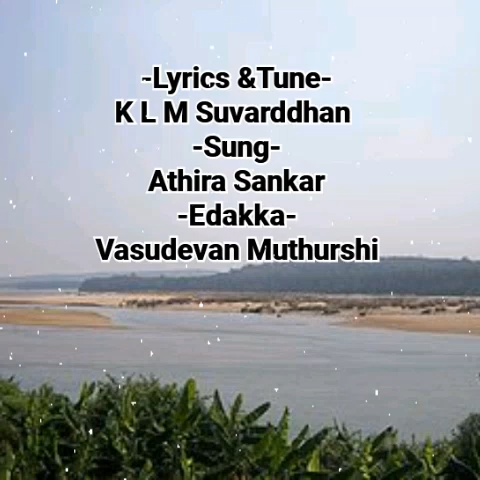 -Lyrics &Tune-
K L M Suvarddhan
-Sung-
Athira Sankar
-Edakka-
Vasudevan Muthurshi